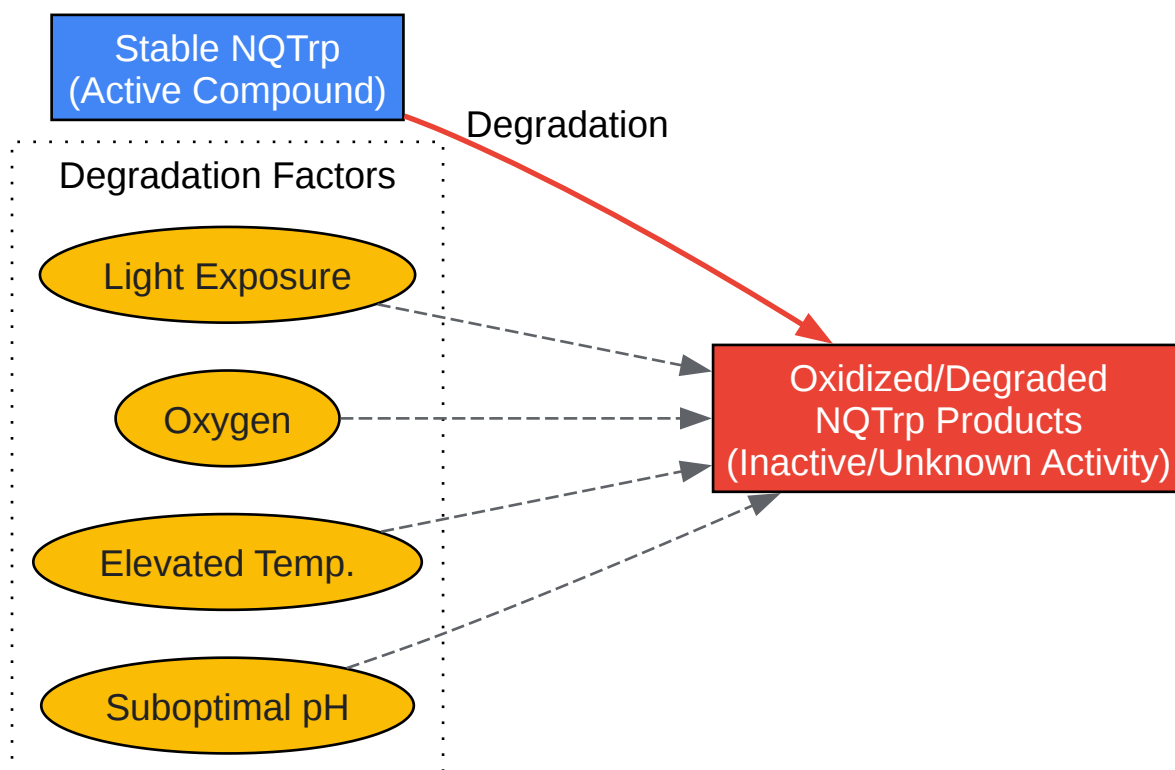 Stable NQTrp
(Active Compound)
Degradation
Degradation Factors
Light Exposure
Oxidized/Degraded
NQTrp Products
(Inactive/Unknown Activity)
Oxygen
Elevated Temp.
Suboptimal pH